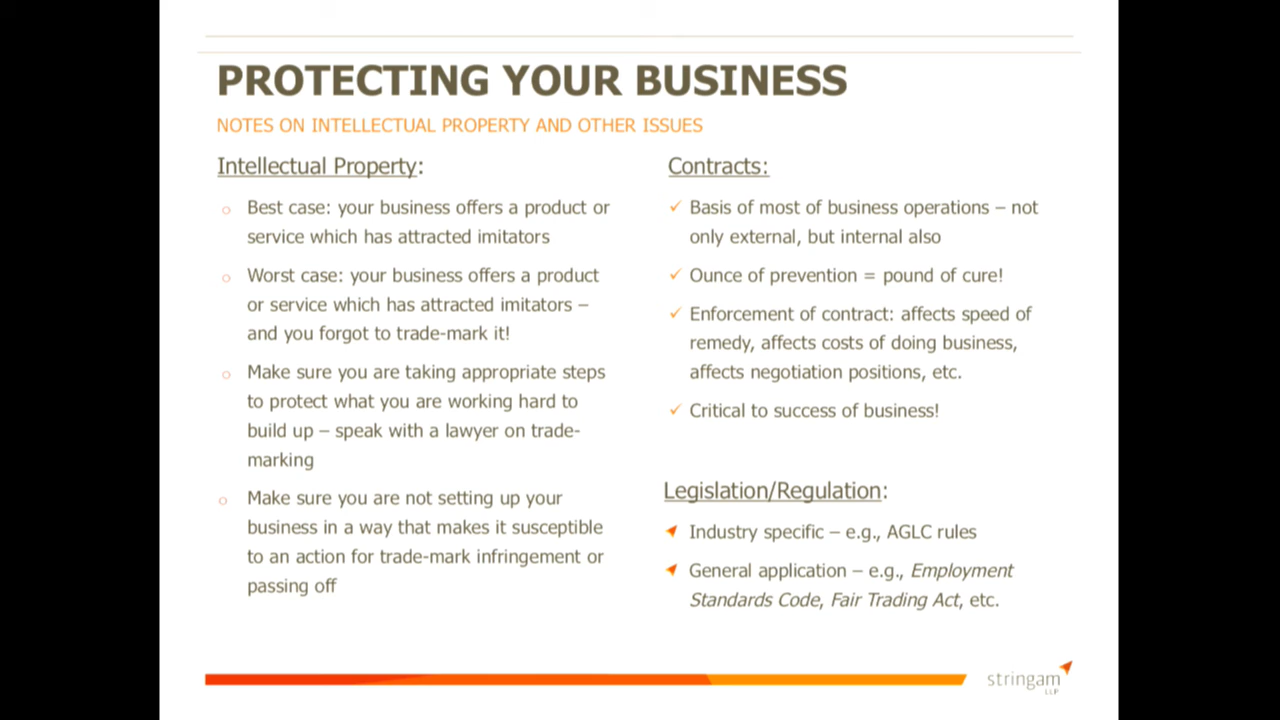 PROTECTING YOUR BUSINESS
NOTES ON INTELLECTUAL PROPERTY AND OTHER ISSUES
Intellectual Property:
Best case: your business offers a product or
service which has attracted imitators
Worst case: your business offers a product
or service which has attracted imitators –
and you forgot to trade-mark it!
Make sure you are taking appropriate steps
to protect what you are working hard to
build up – speak with a lawyer on trade-
marking
Make sure you are not setting up your
business in a way that makes it susceptible
to an action for trade-mark infringement or
passing off
Contracts:
Basis of most of business operations – not
only external, but internal also
Ounce of prevention = pound of cure!
Enforcement of contract: affects speed of
remedy, affects costs of doing business,
affects negotiation positions, etc.
Critical to success of business!
Legislation/Regulation:
Industry specific – e.g., AGLC rules
General application – e.g., Employment
Standards Code, Fair Trading Act, etc.
stringam
LLP